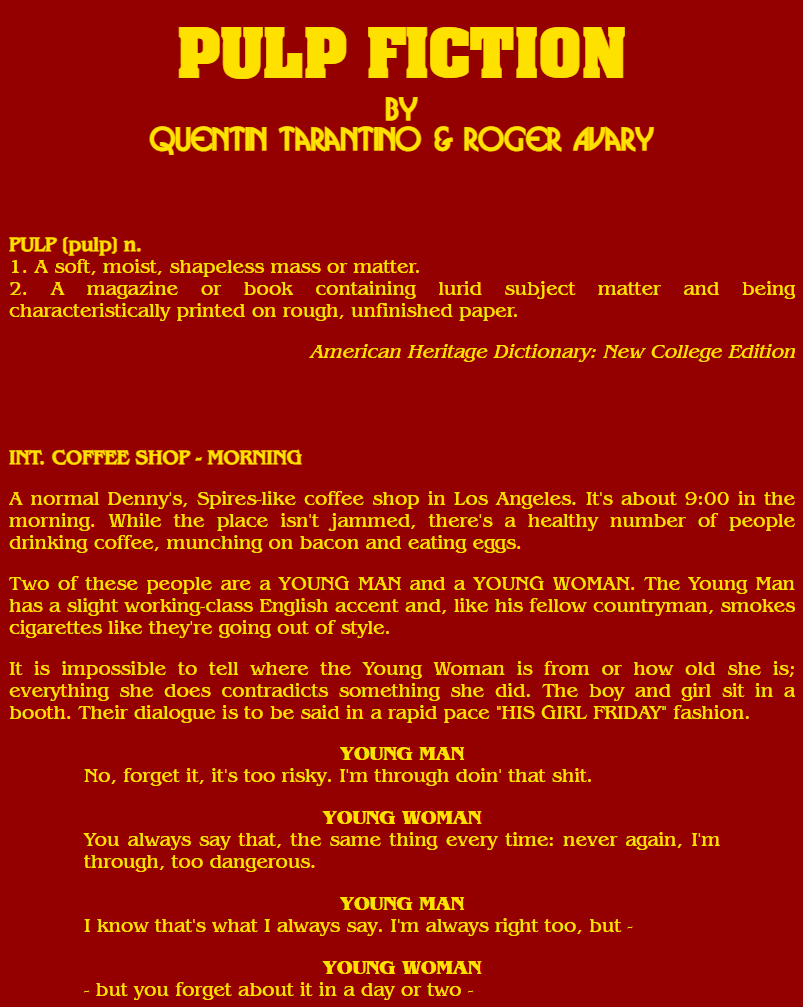 PULP FICTION
BY
QUENTIN TARANTINO & ROGER AVARY
PULP (pulp) n.
1. A soft, moist, shapeless mass or matter.
2. A magazine or book containing lurid subject matter and being
characteristically printed on rough, unfinished paper.
American Heritage Dictionary: New College Edition
INT. COFFEE SHOP - MORNING
A normal Denny's, Spires-like coffee shop in Los Angeles. It's about 9:00 in the
morning. While the place isn't jammed, there's a healthy number of people
drinking coffee, munching on bacon and eating eggs.
Two of these people are a YOUNG MAN and a YOUNG WOMAN. The Young Man
has a slight working-class English accent and, like his fellow countryman, smokes
cigarettes like they're going out of style.
It is impossible to tell where the Young Woman is from or how old she is;
everything she does contradicts something she did. The boy and girl sit in a
booth. Their dialogue is to be said in a rapid pace "HIS GIRL FRIDAY" fashion.
YOUNG MAN
No, forget it, it's too risky. I'm through doin' that shit.
YOUNG WOMAN
You always say that, the same thing every time: never again, I'm
through, too dangerous.
YOUNG MAN
I know that's what I always say. I'm always right too, but -
YOUNG WOMAN
- but you forget about it in a day or two -